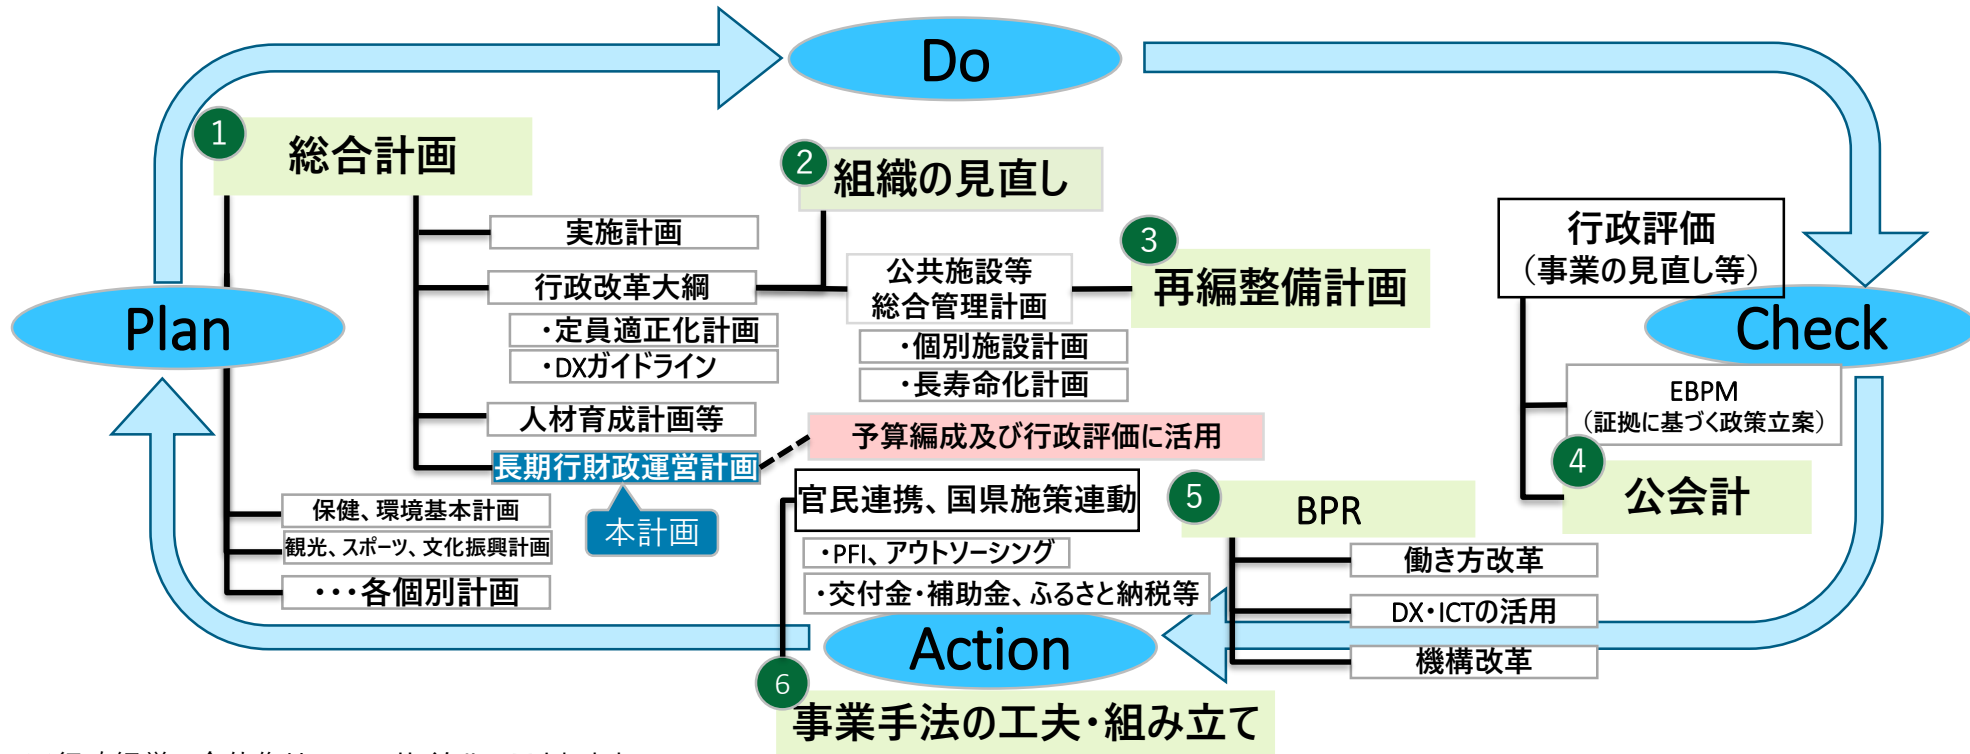 Do
1
総合計画
2
組織の見直し
実施計画
行政改革大綱
・定員適正化計画
・DXガイドライン
公共施設等
総合管理計画
・個別施設計画
・長寿命化計画
3
再編整備計画
行政評価
（事業の見直し等）
Plan
Check
EBPM
（証拠に基づく政策立案）
人材育成計画等
長期行財政運営計画
予算編成及び行政評価に活用
本計画
4
公会計
保健、環境基本計画
観光、スポーツ、文化振興計画
・・・各個別計画
官民連携、国県施策連動
・PFI、アウトソーシング
・交付金・補助金、ふるさと納税等
5
BPR
働き方改革
DX・ICTの活用
機構改革
Action
6
事業手法の工夫・組み立て